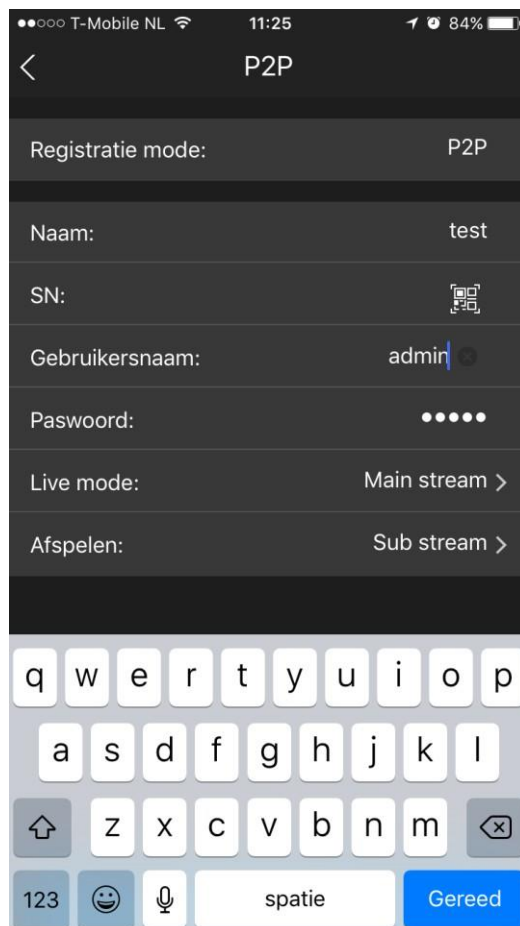 T-Mobile NL 11:25 84%
P2P
Registratie mode: P2P
Naam: test
SN:
Gebruikersnaam: admin
Paswoord: •••••
Live mode: Main stream >
Afspelen: Sub stream >
q w e r t y u i o p
a s d f g h j k l
z x c v b n m
123 spatie Gereed